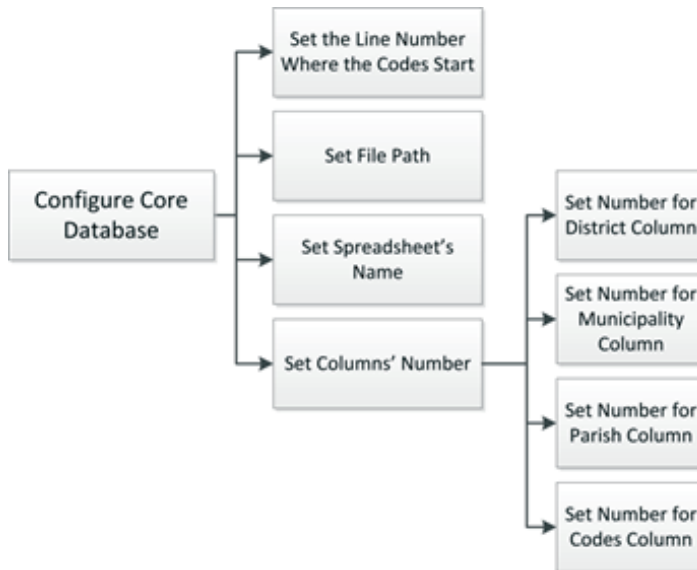 Set the Line Number
Where the Codes Start
Set File Path
Configure Core
Database
Set Spreadsheet's
Name
Set Columns' Number
Set Number for
District Column
Set Number for
Municipality
Column
Set Number for
Parish Column
Set Number for
Codes Column